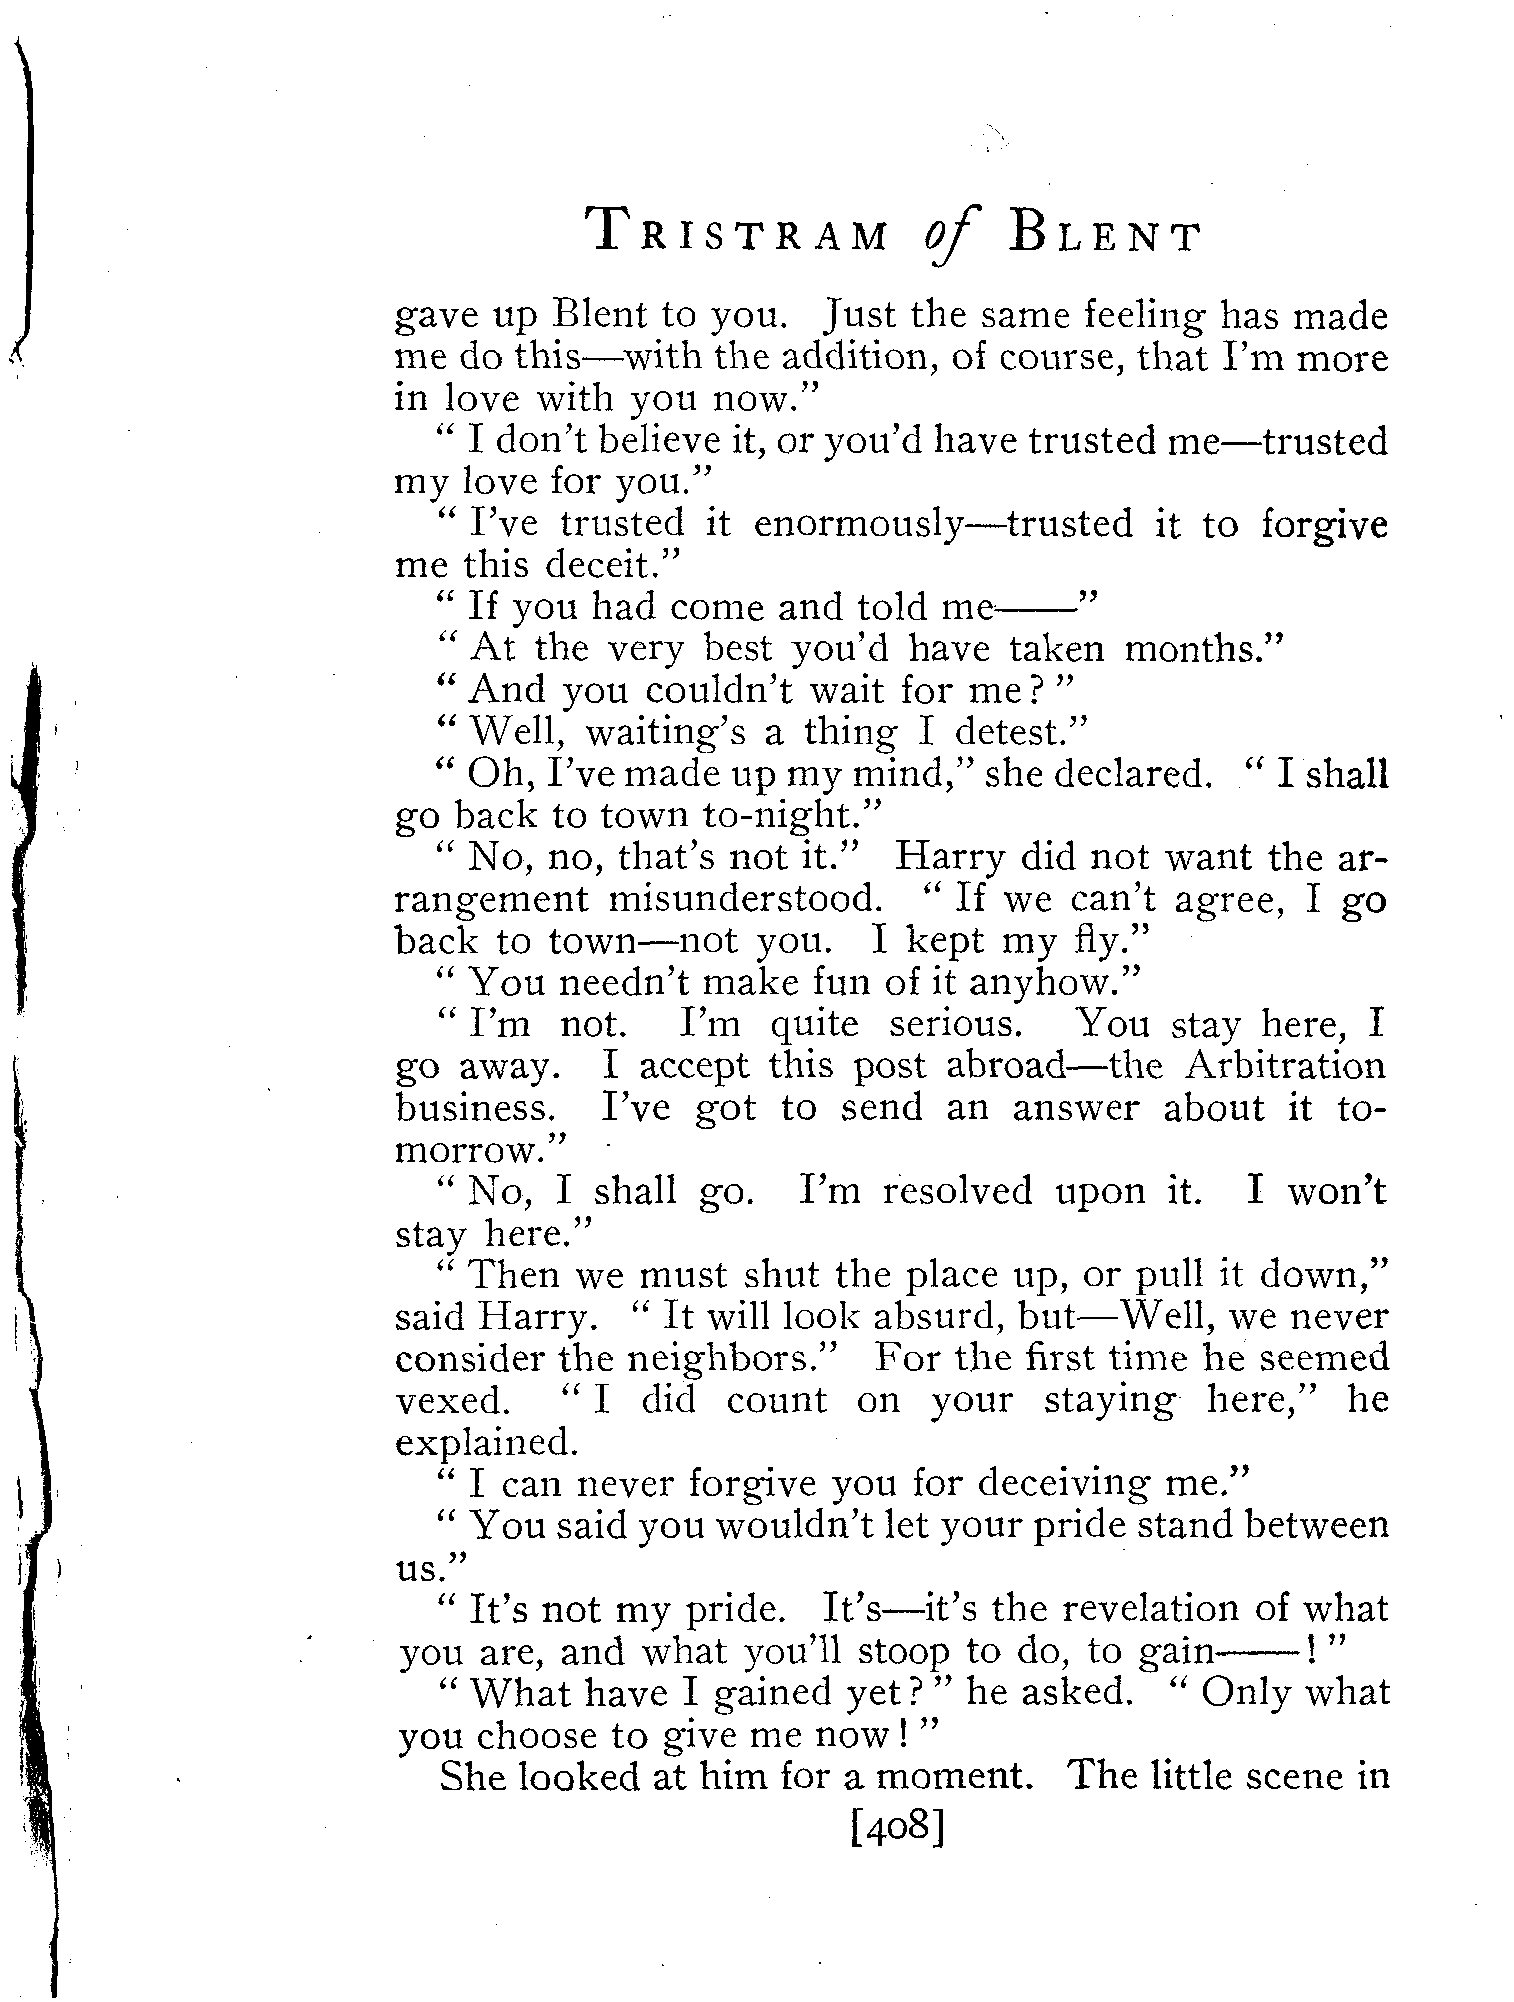 Tristram of Blent
gave up Blent to you. Just the same feeling has made
me do this—with the addition, of course, that I'm more
in love with you now."
" I don't believe it, or you'd have trusted me—trusted
my love for you."
" I've trusted it enormously—trusted it to forgive
me this deceit."
" If you had come and told me——"
" At the very best you'd have taken months."
" And you couldn't wait for me? "
" Well, waiting's a thing I detest."
" Oh, I've made up my mind," she declared. " I shall
go back to town to-night."
" No, no, that's not it." Harry did not want the ar-
rangement misunderstood. " If we can't agree, I go
back to town—not you. I kept my fly."
" You needn't make fun of it anyhow."
" I'm not. I'm quite serious. You stay here, I
go away. I accept this post abroad—the Arbitration
business. I've got to send an answer about it to-
morrow."
" No, I shall go. I'm resolved upon it. I won't
stay here."
" Then we must shut the place up, or pull it down,"
said Harry. " It will look absurd, but—Well, we never
consider the neighbors." For the first time he seemed
vexed. " I did count on your staying here," he
explained.
" I can never forgive you for deceiving me."
" You said you wouldn't let your pride stand between
us."
" It's not my pride. It's—it's the revelation of what
you are, and what you'll stoop to do, to gain——! "
" What have I gained yet? " he asked. " Only what
you choose to give me now! "
She looked at him for a moment. The little scene in
[408]